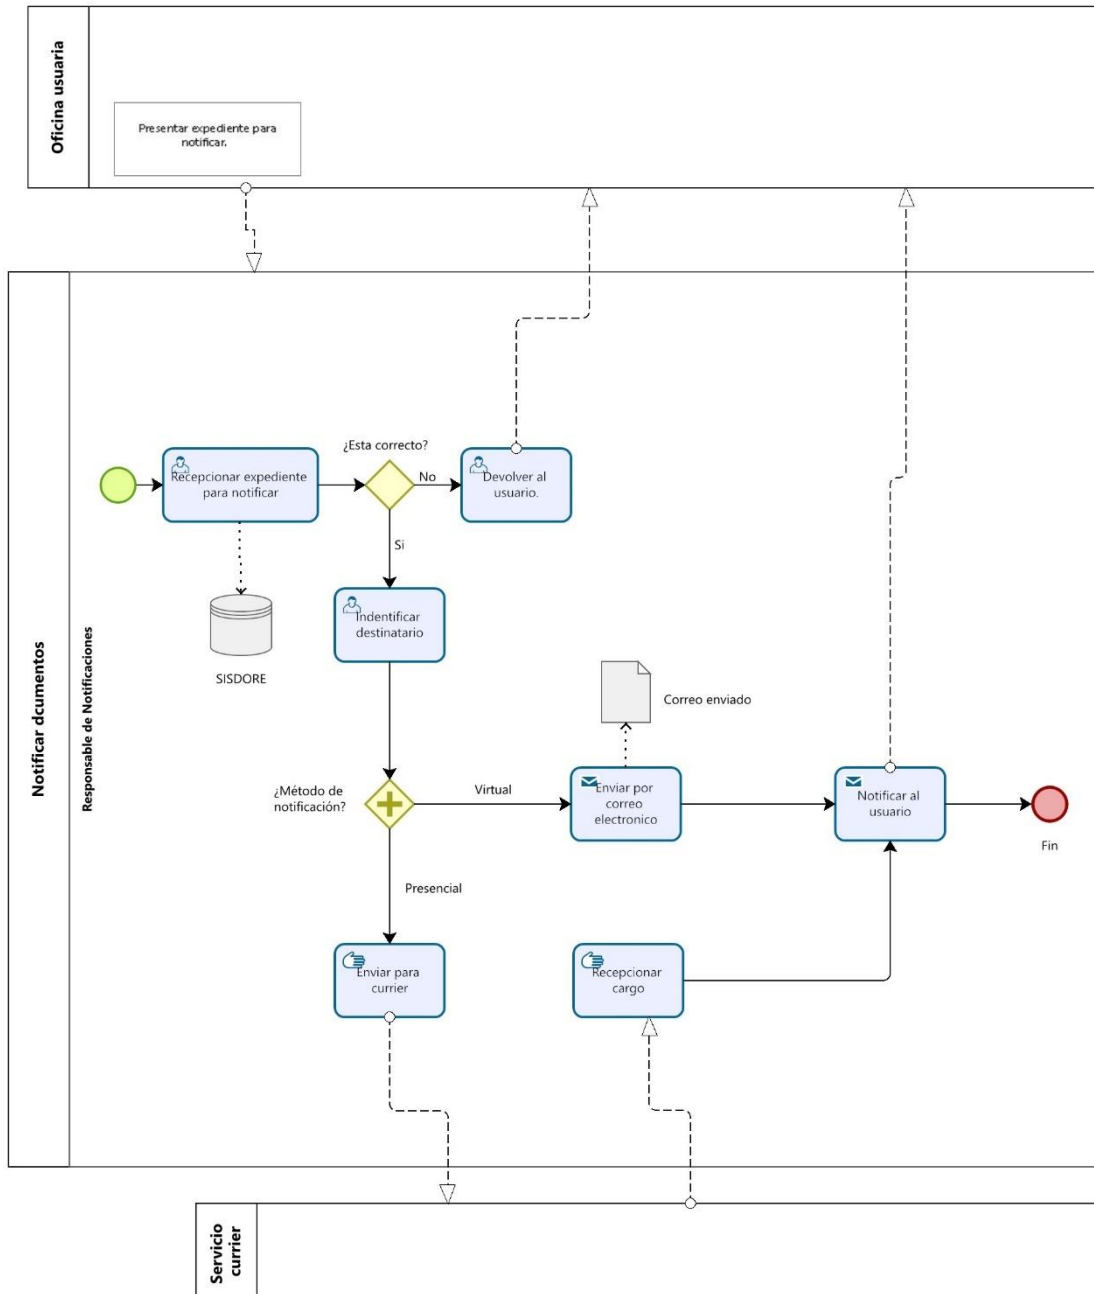 Oficina usuaria
Presentar expediente para
notificar.
Notificar dcumentos
Responsable de Notificaciones
¿Esta correcto?
Recepcionar expediente
para notificar
No
Devolver al
usuario.
Si
Indentificar
destinatario
SISDORE
Correo enviado
¿Método de
notificación?
Virtual
Enviar por
correo
electronico
Notificar al
usuario
Fin
Presencial
Enviar para
currier
Recepcionar
cargo
Servicio
currier